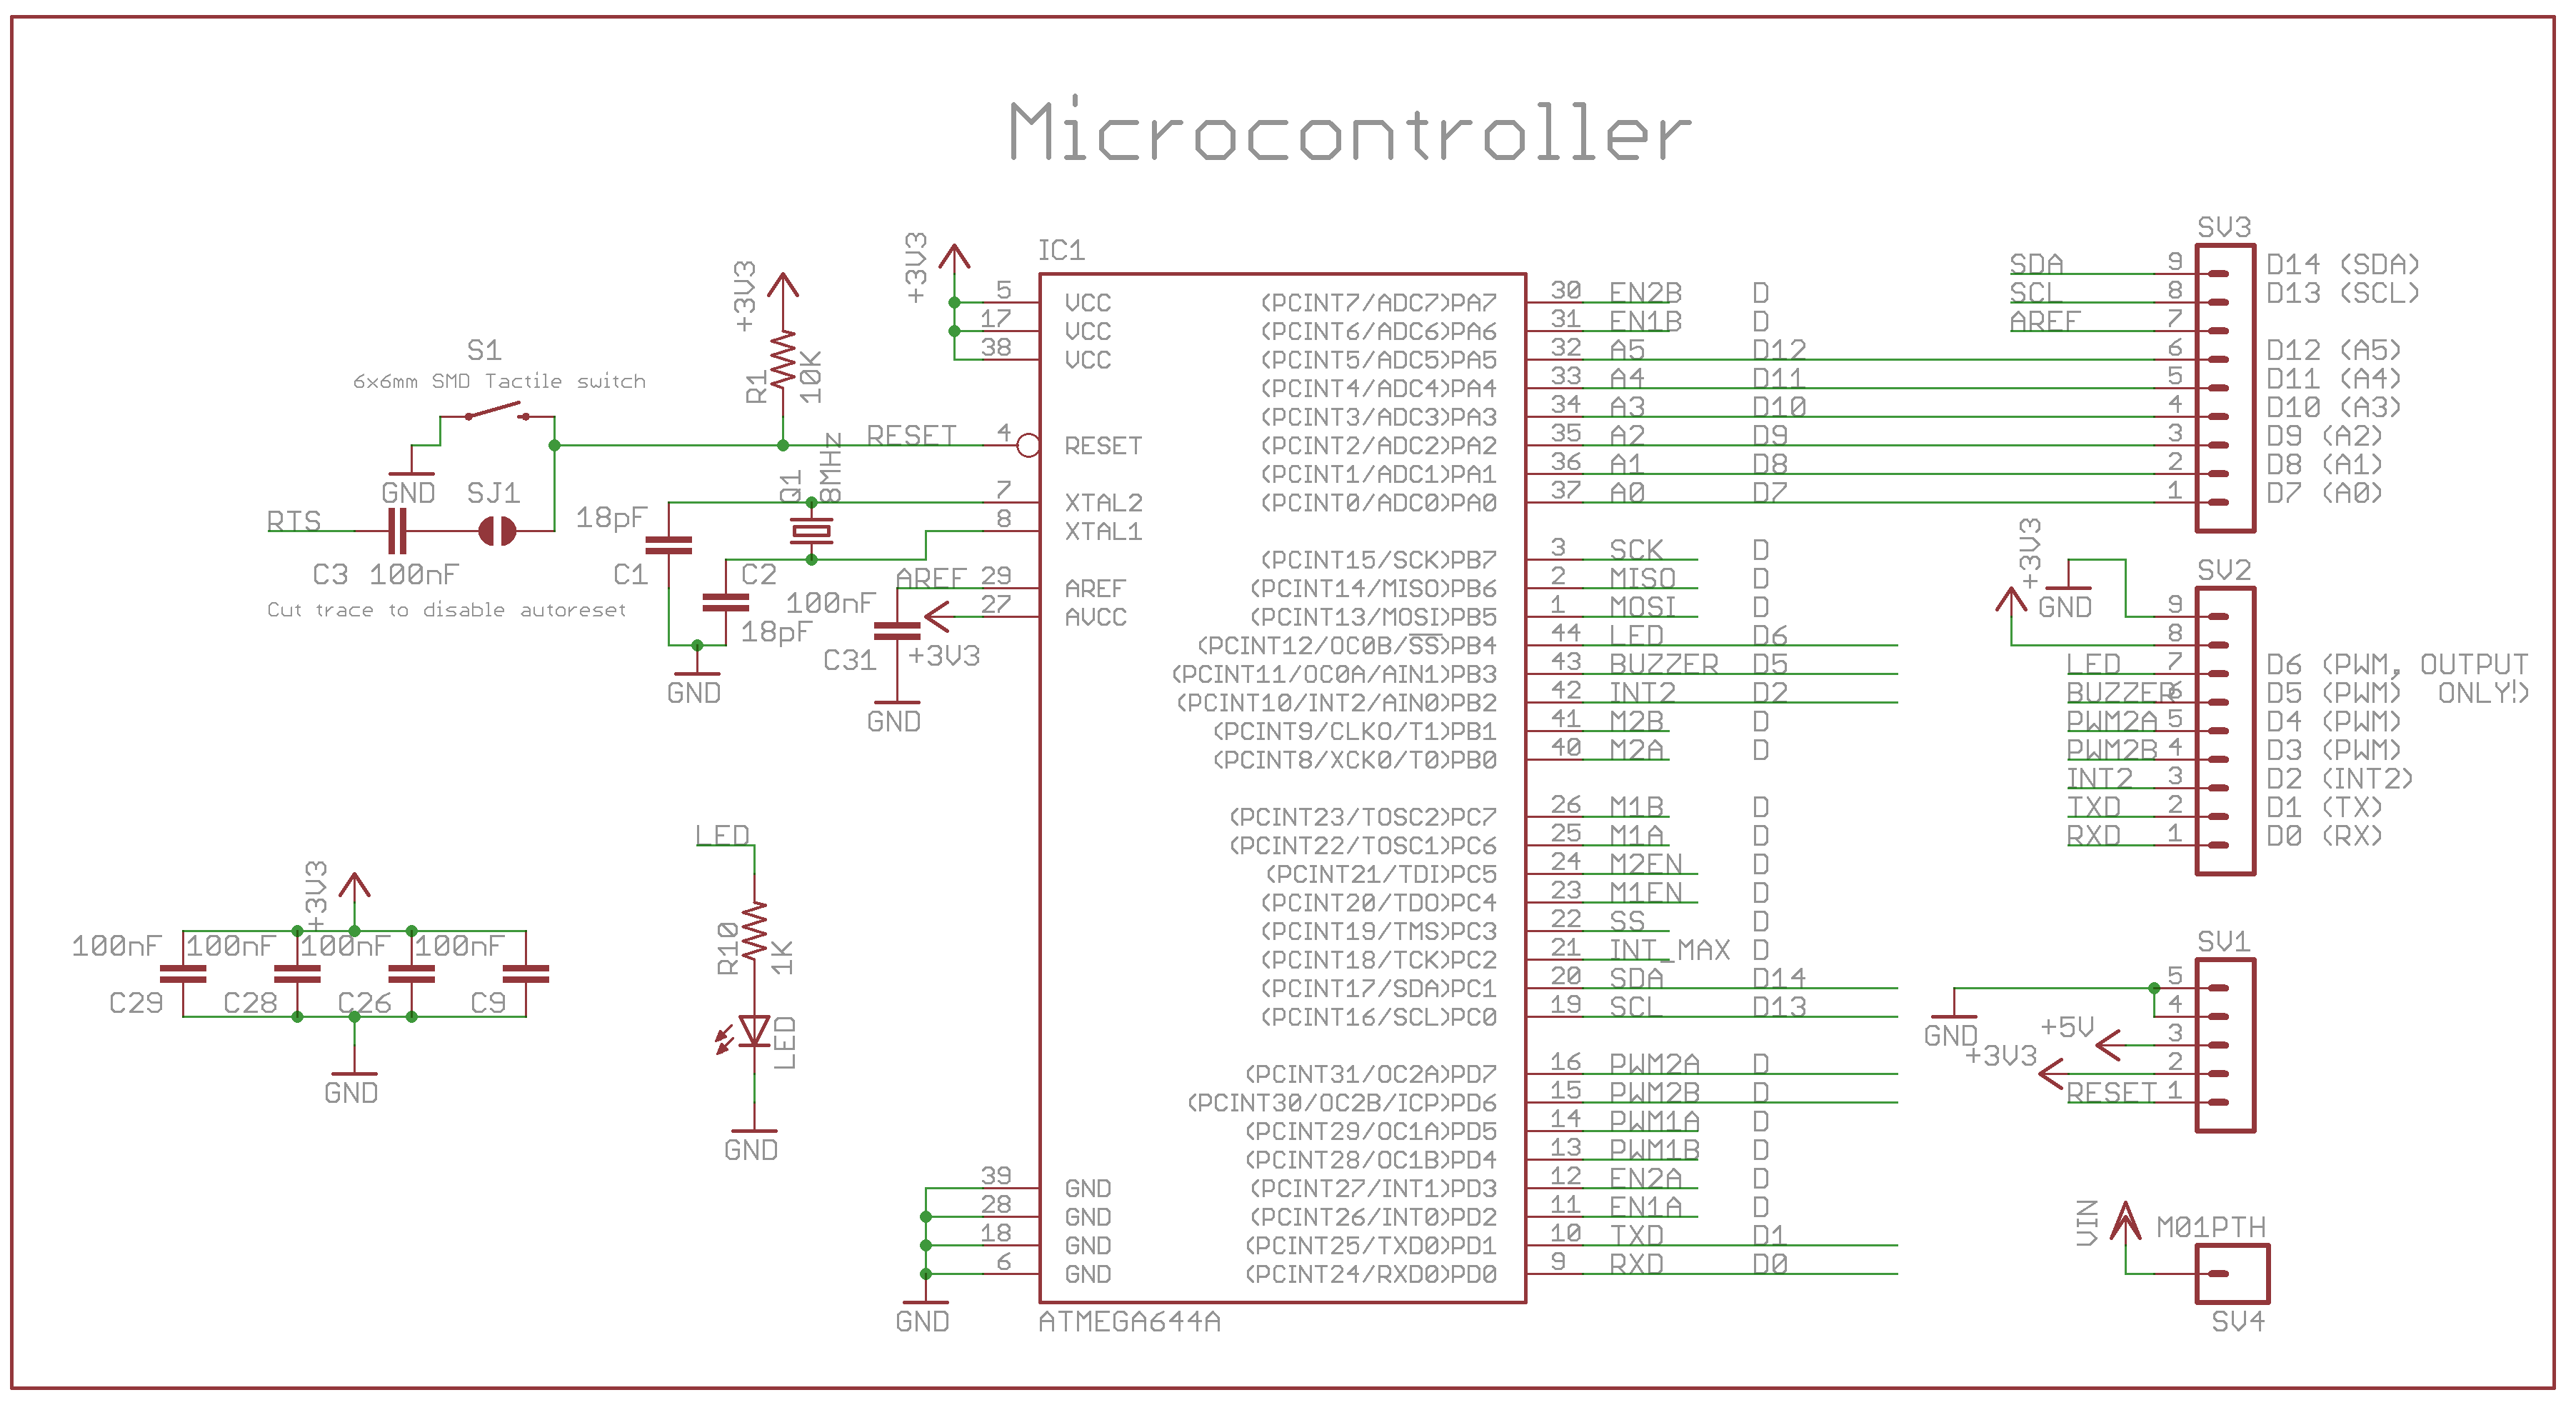 Microcontroller
IC1
+3V3
5 VCC
17 VCC
38 VCC
4 RESET
RESET
7 XTAL2
8 XTAL1
AREF 29 AREF
27 AVCC
+3V3
39 GND
28 GND
18 GND
6 GND
GND
ATMEGA644A
+3V3
R1
10K
S1
6x6mm SMD Tactile switch
GND
SJ1
RTS
C3 100nF
Cut trace to disable autoreset
Q1
8MHz
18pF
C1
C2
18pF
GND
100nF
C31
GND
LED
R10
1K
LED
GND
+3V3
100nF 100nF 100nF 100nF
C29 C28 C26 C9
GND
(PCINT7/ADC7)PA7 30 EN2B D
(PCINT6/ADC6)PA6 31 EN1B D
(PCINT5/ADC5)PA5 32 A5 D12
(PCINT4/ADC4)PA4 33 A4 D11
(PCINT3/ADC3)PA3 34 A3 D10
(PCINT2/ADC2)PA2 35 A2 D9
(PCINT1/ADC1)PA1 36 A1 D8
(PCINT0/ADC0)PA0 37 A0 D7
(PCINT15/SCK)PB7 3 SCK D
(PCINT14/MISO)PB6 2 MISO D
(PCINT13/MOSI)PB5 1 MOSI D
(PCINT12/OC0B/SS)PB4 44 LED D6
(PCINT11/OC0A/AIN1)PB3 43 BUZZER D5
(PCINT10/INT2/AIN0)PB2 42 INT2 D2
(PCINT9/CLKO/T1)PB1 41 M2B D
(PCINT8/XCK0/T0)PB0 40 M2A D
(PCINT23/TOSC2)PC7 26 M1B D
(PCINT22/TOSC1)PC6 25 M1A D
(PCINT21/TDI)PC5 24 M2EN D
(PCINT20/TDO)PC4 23 M1EN D
(PCINT19/TMS)PC3 22 SS D
(PCINT18/TCK)PC2 21 INT_MAX D
(PCINT17/SDA)PC1 20 SDA D14
(PCINT16/SCL)PC0 19 SCL D13
(PCINT31/OC2A)PD7 16 PWM2A D
(PCINT30/OC2B/ICP)PD6 15 PWM2B D
(PCINT29/OC1A)PD5 14 PWM1A D
(PCINT28/OC1B)PD4 13 PWM1B D
(PCINT27/INT1)PD3 12 EN2A D
(PCINT26/INT0)PD2 11 EN1A D
(PCINT25/TXD0)PD1 10 TXD D1
(PCINT24/RXD0)PD0 9 RXD D0
SV3
SDA 9 D14 (SDA)
SCL 8 D13 (SCL)
AREF 7
6 D12 (A5)
5 D11 (A4)
4 D10 (A3)
3 D9 (A2)
2 D8 (A1)
1 D7 (A0)
+3V3
GND
SV2
9
8
LED 7 D6 (PWM, OUTPUT
BUZZER 6 D5 (PWM) ONLY!)
PWM2A 5 D4 (PWM)
PWM2B 4 D3 (PWM)
INT2 3 D2 (INT2)
TXD 2 D1 (TX)
RXD 1 D0 (RX)
SV1
5
4
GND
+5V 3
+3V3 2
RESET 1
VIN
M01PTH
SV4